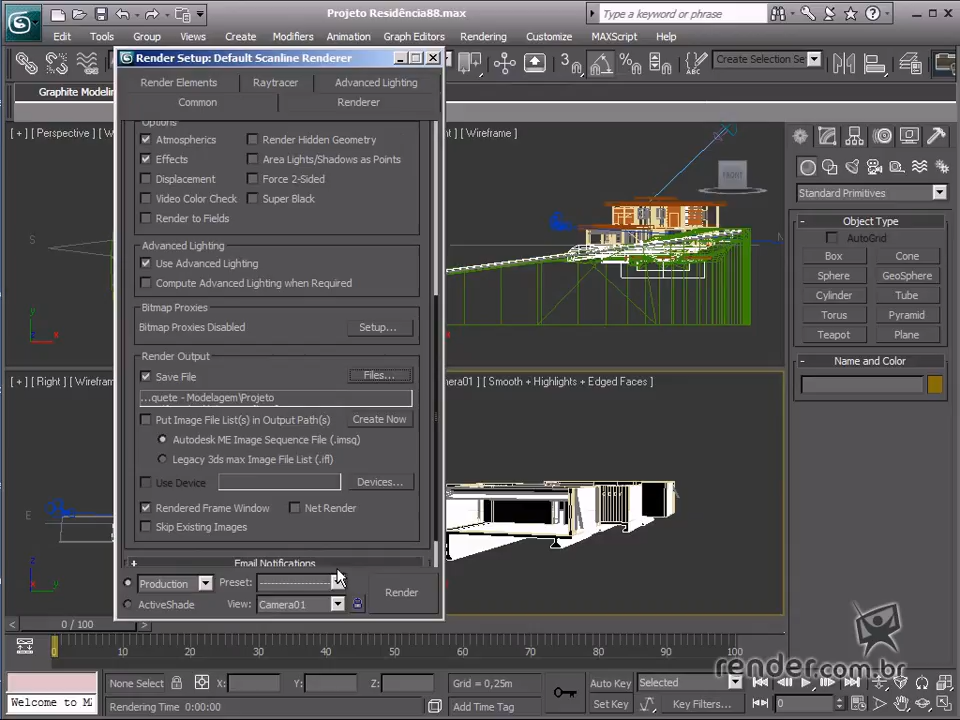 Projeto Residência88.max
Type a keyword or phrase
Edit Tools Group Views Create Modifiers Animation Graph Editors Rendering Customize MAXScript Help
Render Setup: Default Scanline Renderer
Create Selection Se
Graphite Modelin
Render Elements Raytracer Advanced Lighting
Common Renderer
[ + ] [ Perspective ] [ W
] [ Wireframe ]
Options
Atmospherics Render Hidden Geometry
Effects Area Lights/Shadows as Points
Displacement Force 2-Sided
Video Color Check Super Black
Render to Fields
Advanced Lighting
Use Advanced Lighting
Compute Advanced Lighting when Required
Bitmap Proxies
Bitmap Proxies Disabled Setup...
Render Output
Save File Files...
...quete - Modelagem\Projeto
Put Image File List(s) in Output Path(s) Create Now
Autodesk ME Image Sequence File (.imsq)
Legacy 3ds max Image File List (.ifl)
Use Device Devices...
Rendered Frame Window Net Render
Skip Existing Images
+ Email Notifications
Production Preset: --------------------
Render
ActiveShade View: Camera01
FRONT
S
y
z x
[ + ] [ Right ] [ Wirefram
era01 ] [ Smooth + Highlights + Edged Faces ]
E
z
y x
Standard Primitives
- Object Type
AutoGrid
Box Cone
Sphere GeoSphere
Cylinder Tube
Torus Pyramid
Teapot Plane
- Name and Color
< 0 / 100 >
0 10 20 30 40 50 60 70 80 90 100
render.com.br
None Select X: Y: Z: Grid = 0,25m Auto Key Selected
Welcome to M
Rendering Time 0:00:00 Add Time Tag Set Key Key Filters... 0